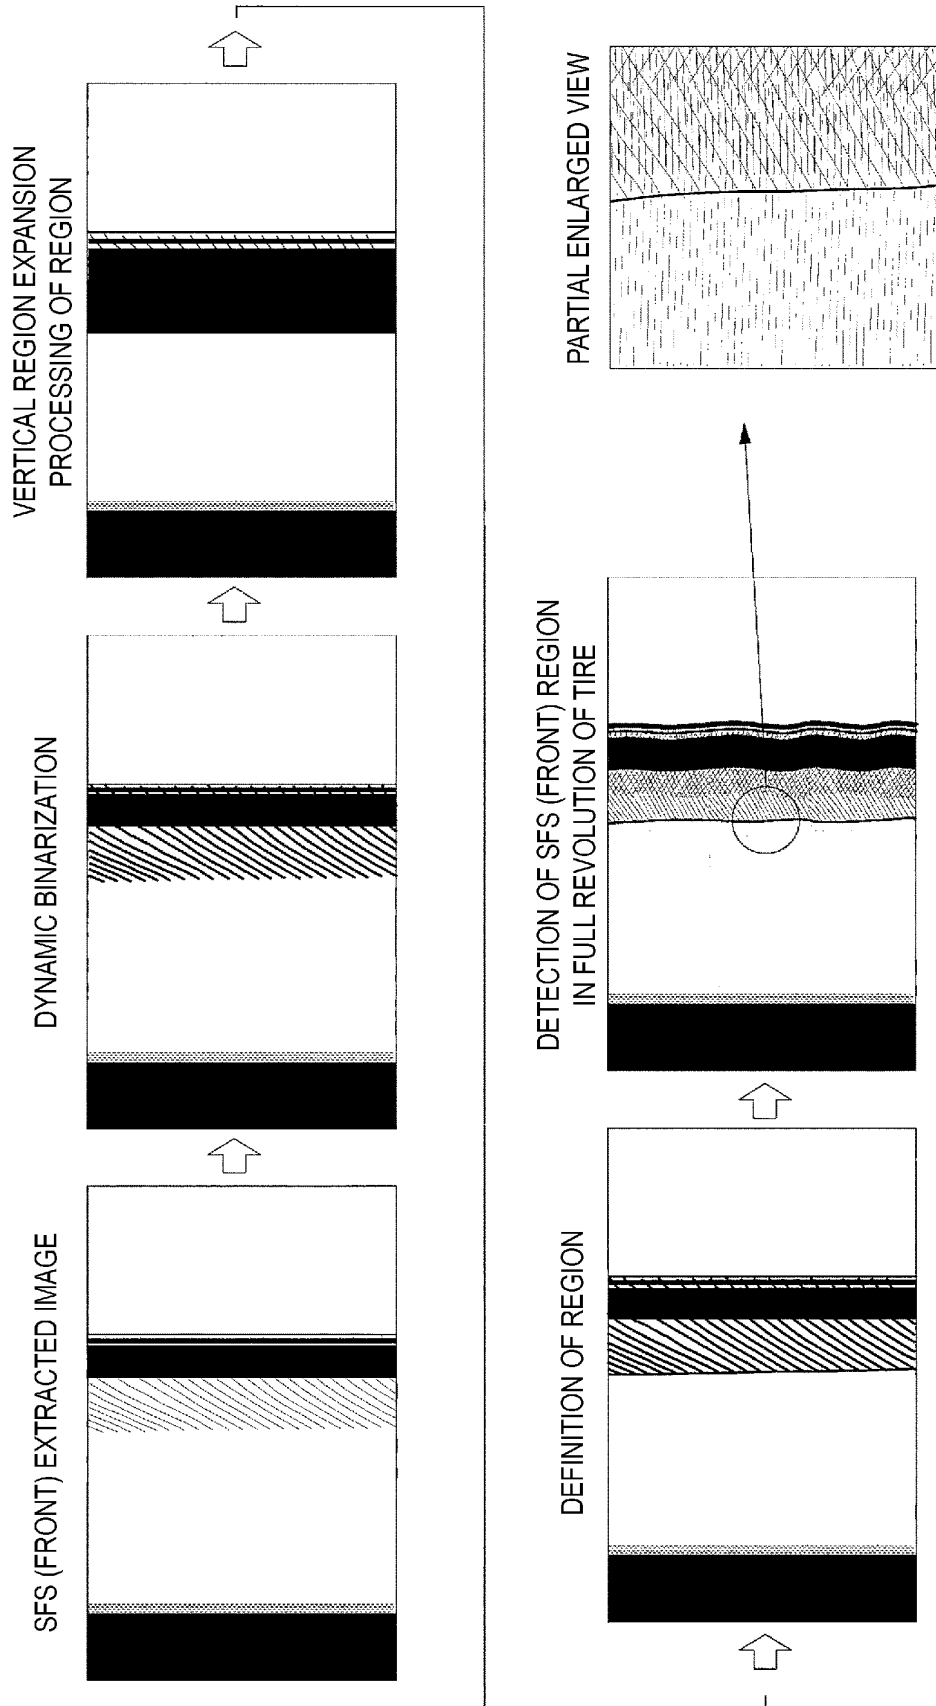 SFS (FRONT) EXTRACTED IMAGE
DYNAMIC BINARIZATION
VERTICAL REGION EXPANSION
PROCESSING OF REGION
DEFINITION OF REGION
DETECTION OF SFS (FRONT) REGION
IN FULL REVOLUTION OF TIRE
PARTIAL ENLARGED VIEW